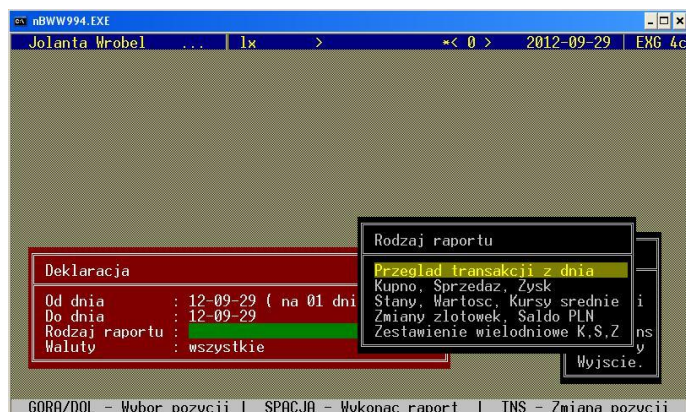 nBWW994.EXE
Jolanta Wrobel ... lx > *< 0 > 2012-09-29 EXG 4c
Rodzaj raportu
Przeglad transakcji z dnia
Kupno, Sprzedaz, Zysk
Stany, Wartosc, Kursy srednie
Zmiany zlotowek, Saldo PLN
Zestawienie wielodniowe K,S,Z
Deklaracja
Od dnia : 12-09-29 ( na 01 dni
Do dnia : 12-09-29
Rodzaj raportu :
Waluty : wszystkie
i
ns
y
Wyjscie.
GORA/DOL - Wybor pozycji | SPACJA - Wykonac raport | INS - Zmiana pozycji